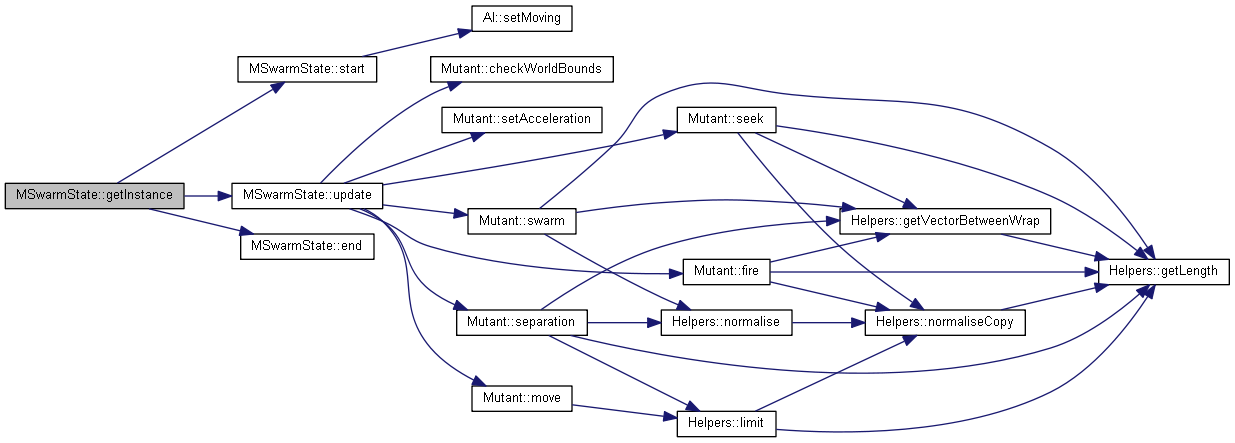 AI::setMoving
MSwarmState::start
Mutant::checkWorldBounds
Mutant::setAcceleration
Mutant::seek
MSwarmState::getInstance
MSwarmState::update
Mutant::swarm
Helpers::getVectorBetweenWrap
MSwarmState::end
Mutant::fire
Helpers::getLength
Mutant::separation
Helpers::normalise
Helpers::normaliseCopy
Mutant::move
Helpers::limit